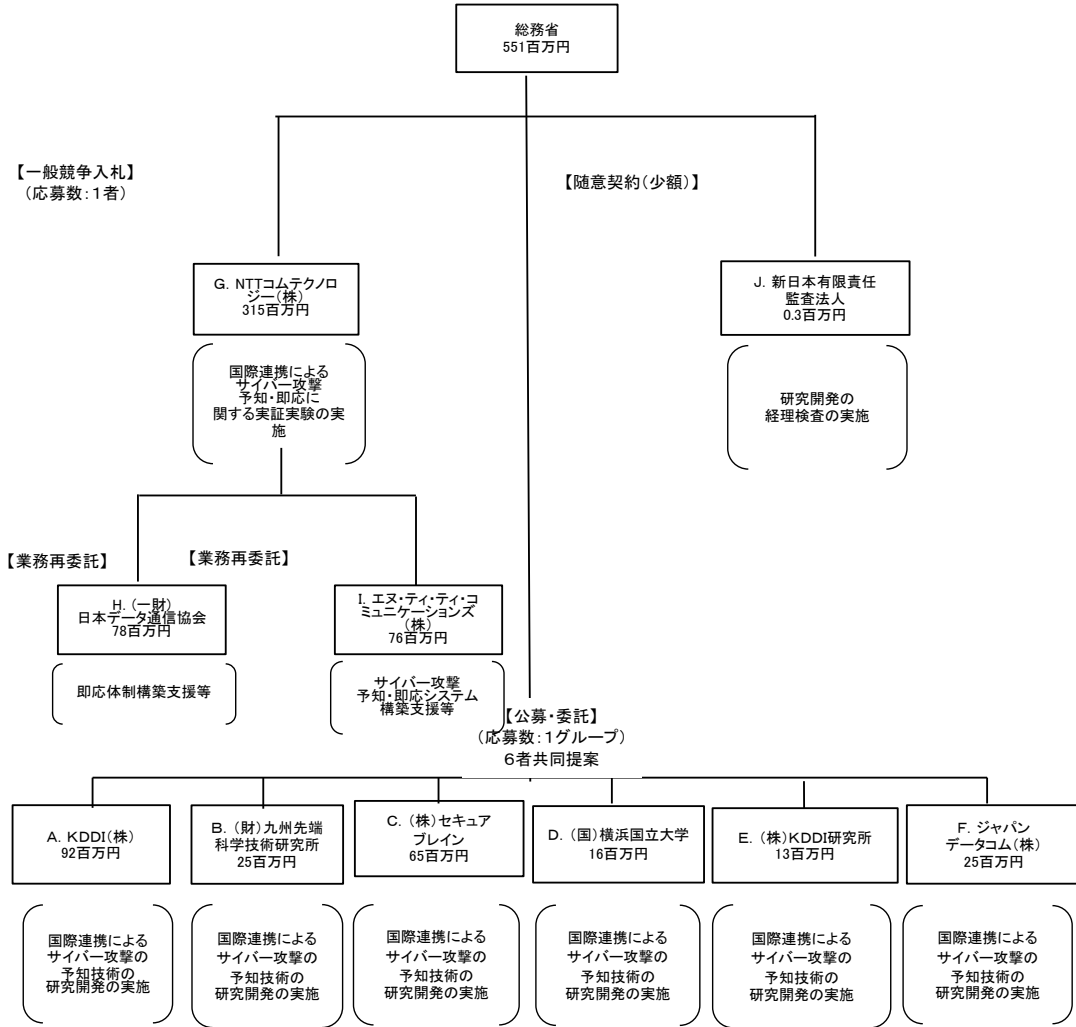 総務省
551百万円
【一般競争入札】
(応募数：1者)
【随意契約(少額)】
G. NTTコムテクノロ
ジー(株)
315百万円
J. 新日本有限責任
監査法人
0.3百万円
国際連携による
サイバー攻撃
予知・即応に
関する実証実験の実
施
研究開発の
経理検査の実施
【業務再委託】
【業務再委託】
H. (一財)
日本データ通信協会
78百万円
I. エヌ・ティ・ティ・コ
ミュニケーションズ
(株)
76百万円
即応体制構築支援等
サイバー攻撃
予知・即応システム
構築支援等
【公募・委託】
(応募数：1グループ)
6者共同提案
A. KDDI(株)
92百万円
B. (財)九州先端
科学技術研究所
25百万円
C. (株)セキュア
ブレイン
65百万円
D. (国)横浜国立大学
16百万円
E. (株)KDDI研究所
13百万円
F. ジャパン
データコム(株)
25百万円
国際連携による
サイバー攻撃の
予知技術の
研究開発の実施
国際連携による
サイバー攻撃の
予知技術の
研究開発の実施
国際連携による
サイバー攻撃の
予知技術の
研究開発の実施
国際連携による
サイバー攻撃の
予知技術の
研究開発の実施
国際連携による
サイバー攻撃の
予知技術の
研究開発の実施
国際連携による
サイバー攻撃の
予知技術の
研究開発の実施